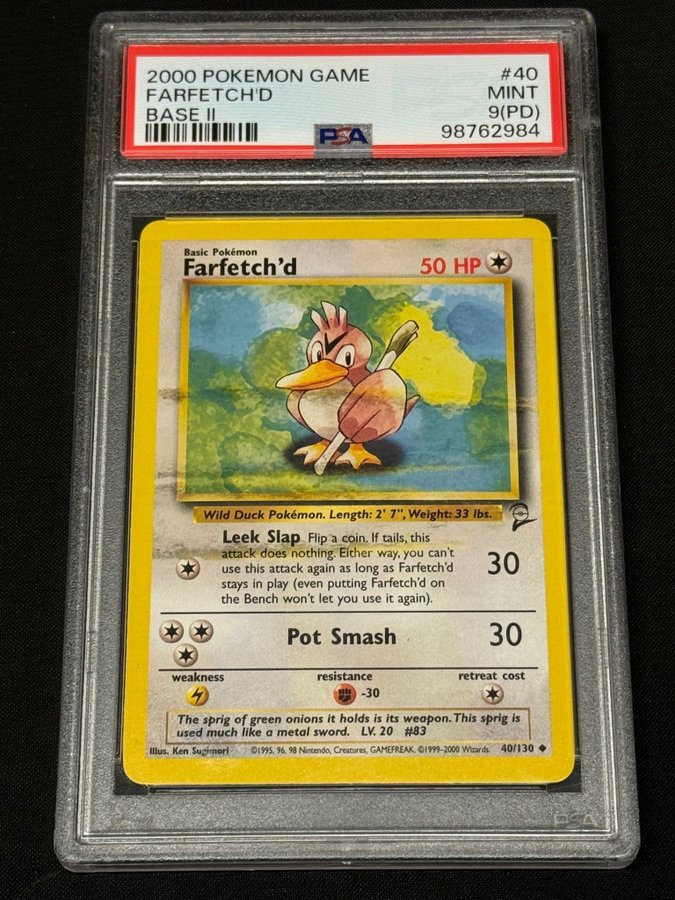 2000 POKEMON GAME #40
FARFETCH'D MINT
BASE II 9(PD)
PSA 98762984
Basic Pokémon
Farfetch'd 50 HP
Wild Duck Pokémon. Length: 2' 7", Weight: 33 lbs.
Leek Slap Flip a coin. If tails, this
attack does nothing. Either way, you can't
use this attack again as long as Farfetch'd
stays in play (even putting Farfetch'd on
the Bench won't let you use it again).
30
Pot Smash 30
weakness resistance retreat cost
-30
The sprig of green onions it holds is its weapon. This sprig is
used much like a metal sword. LV. 20 #83
Illus. Ken Sugimori ©1995, 96, 98 Nintendo, Creatures, GAMEFREAK. ©1999-2000 Wizards. 40/130
PSA